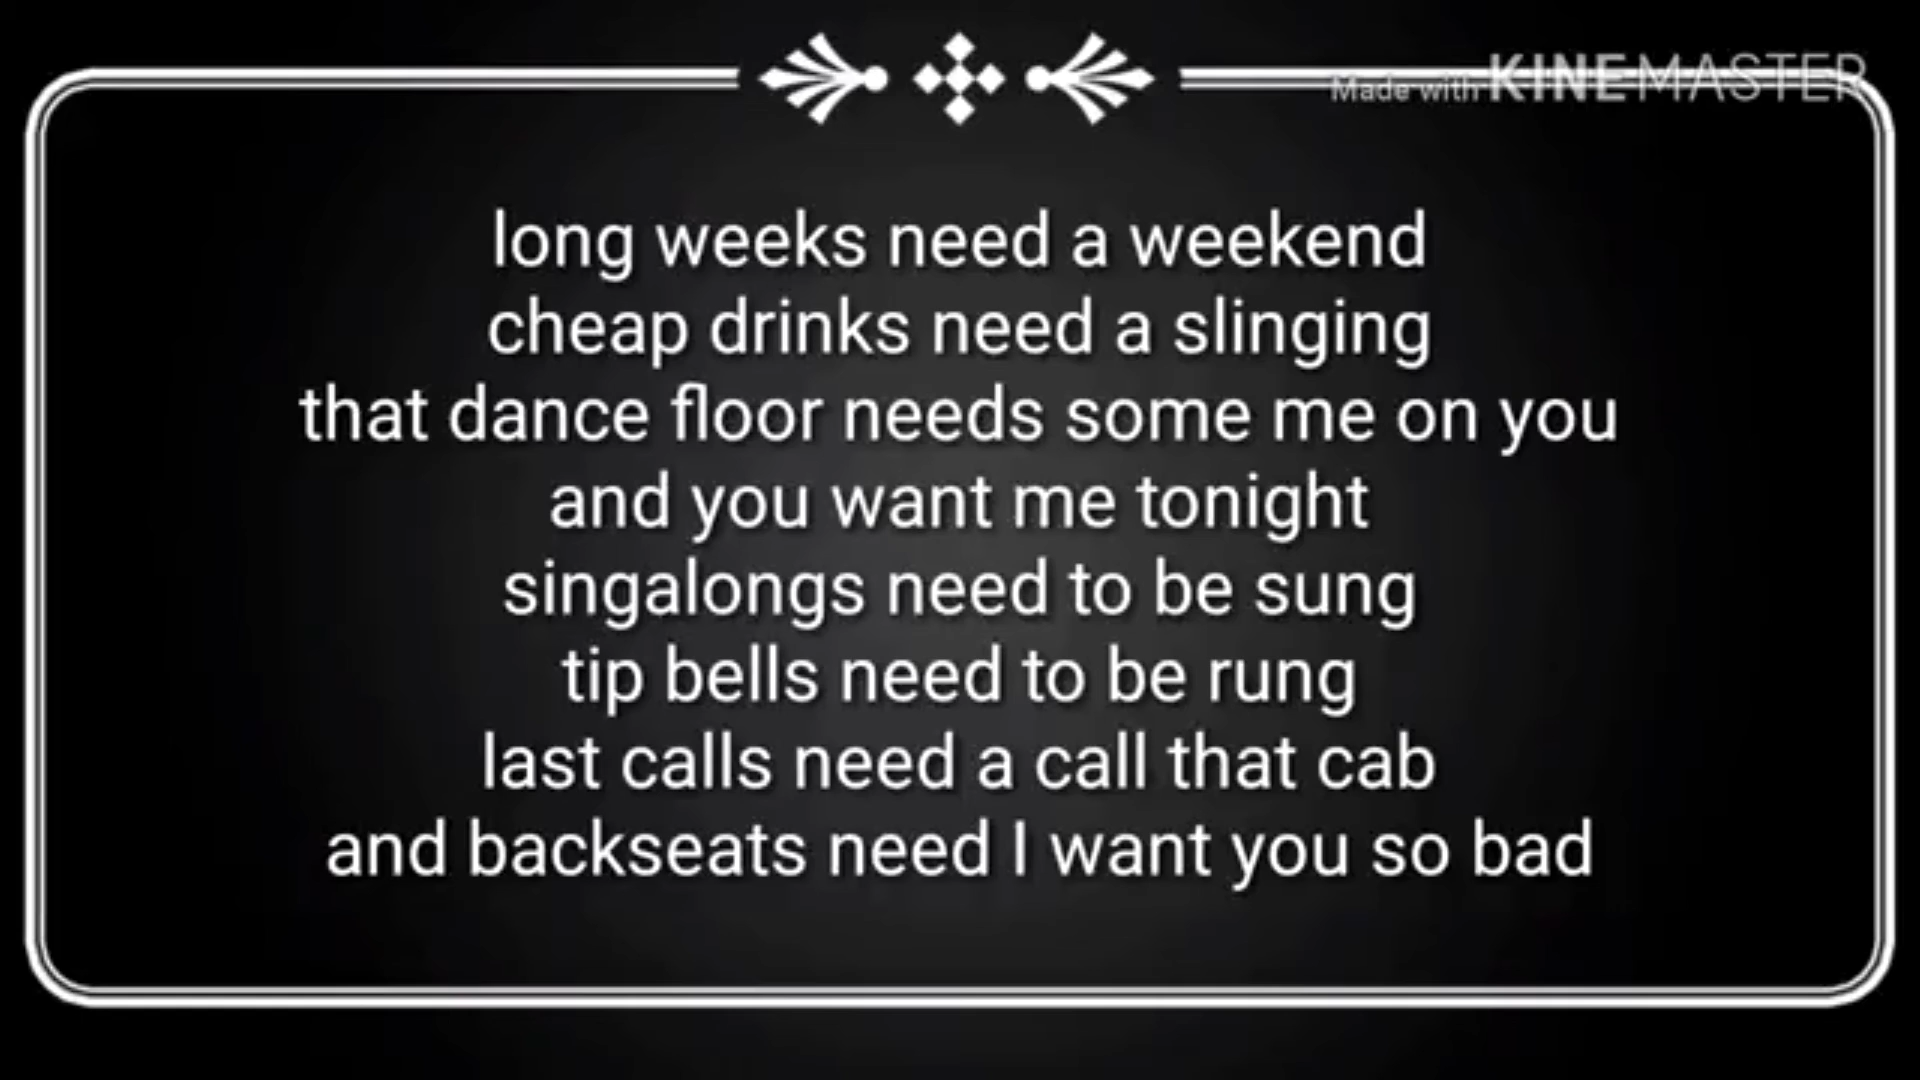 Made with KINEMASTER
long weeks need a weekend
cheap drinks need a slinging
that dance floor needs some me on you
and you want me tonight
singalongs need to be sung
tip bells need to be rung
last calls need a call that cab
and backseats need I want you so bad